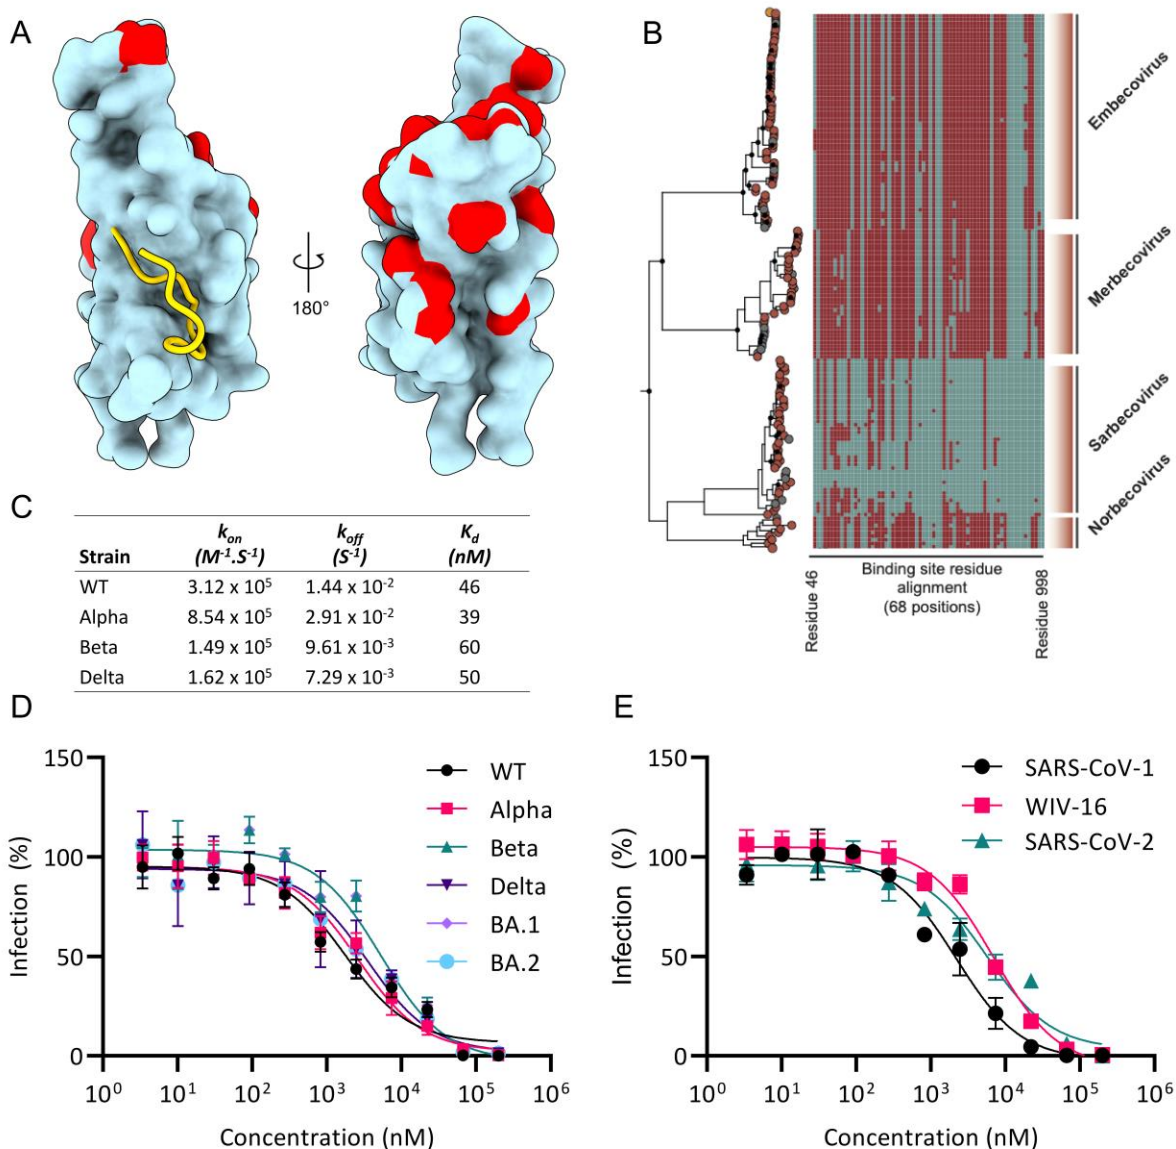 A
180°
B
Embecovirus
Merbecovirus
Sarbecovirus
Norbecovirus
Residue 46
Binding site residue
alignment
(68 positions)
Residue 998
C
Strain k_on (M⁻¹.S⁻¹) k_off (S⁻¹) K_d (nM)
WT 3.12 x 10⁵ 1.44 x 10⁻² 46
Alpha 8.54 x 10⁵ 2.91 x 10⁻² 39
Beta 1.49 x 10⁵ 9.61 x 10⁻³ 60
Delta 1.62 x 10⁵ 7.29 x 10⁻³ 50
D
Infection (%)
150
100
50
0
10⁰ 10¹ 10² 10³ 10⁴ 10⁵ 10⁶
Concentration (nM)
WT
Alpha
Beta
Delta
BA.1
BA.2
E
Infection (%)
150
100
50
0
10⁰ 10¹ 10² 10³ 10⁴ 10⁵ 10⁶
Concentration (nM)
SARS-CoV-1
WIV-16
SARS-CoV-2